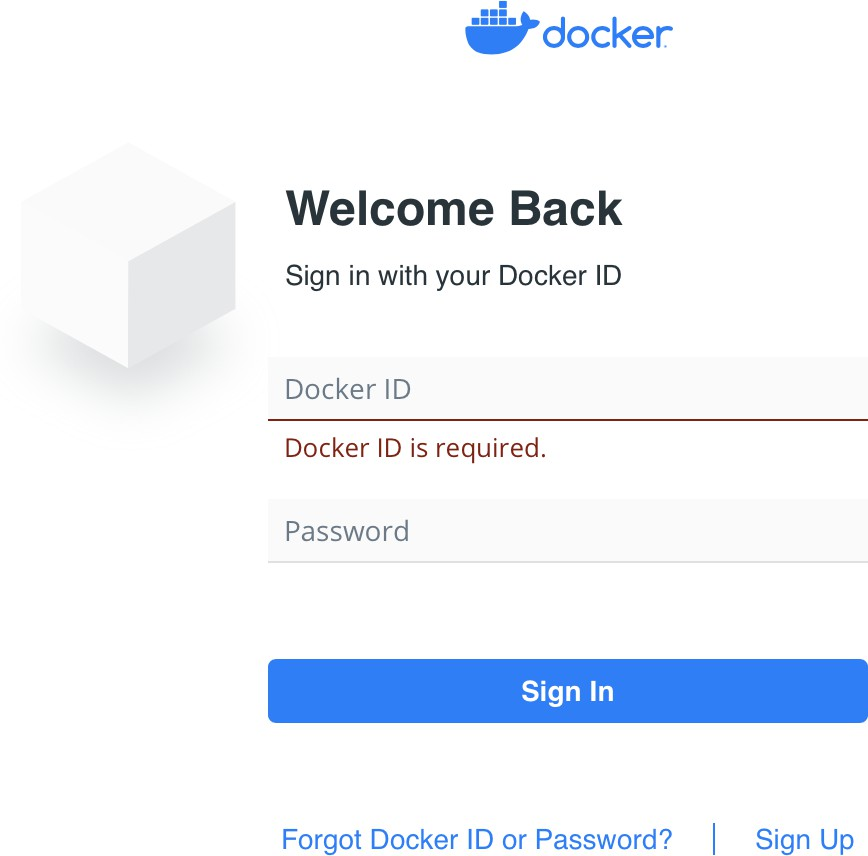 docker
Welcome Back
Sign in with your Docker ID
Docker ID
Docker ID is required.
Password
Sign In
Forgot Docker ID or Password? | Sign Up